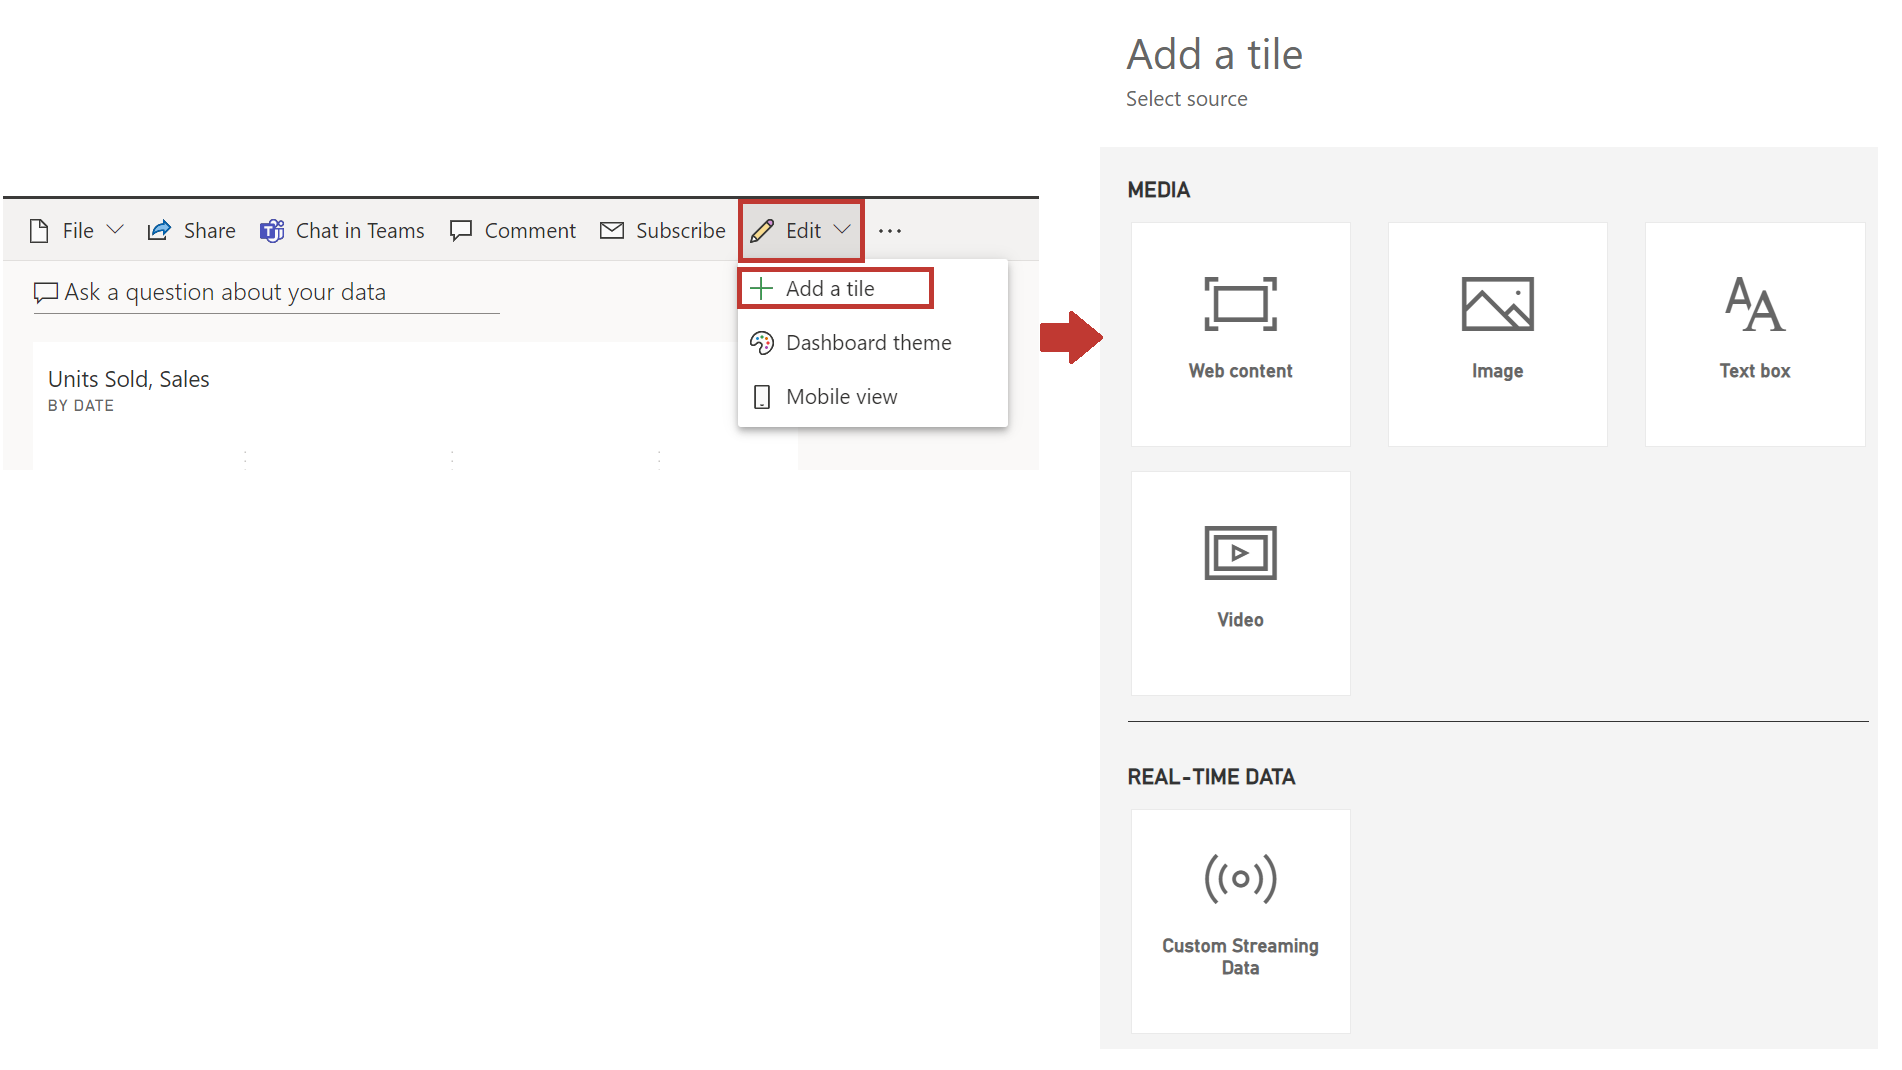 File
Share
Chat in Teams
Comment
Subscribe
Edit
Ask a question about your data
Add a tile
Dashboard theme
Mobile view
Units Sold, Sales
BY DATE
Add a tile
Select source
MEDIA
Web content
Image
Text box
Video
REAL-TIME DATA
Custom Streaming
Data